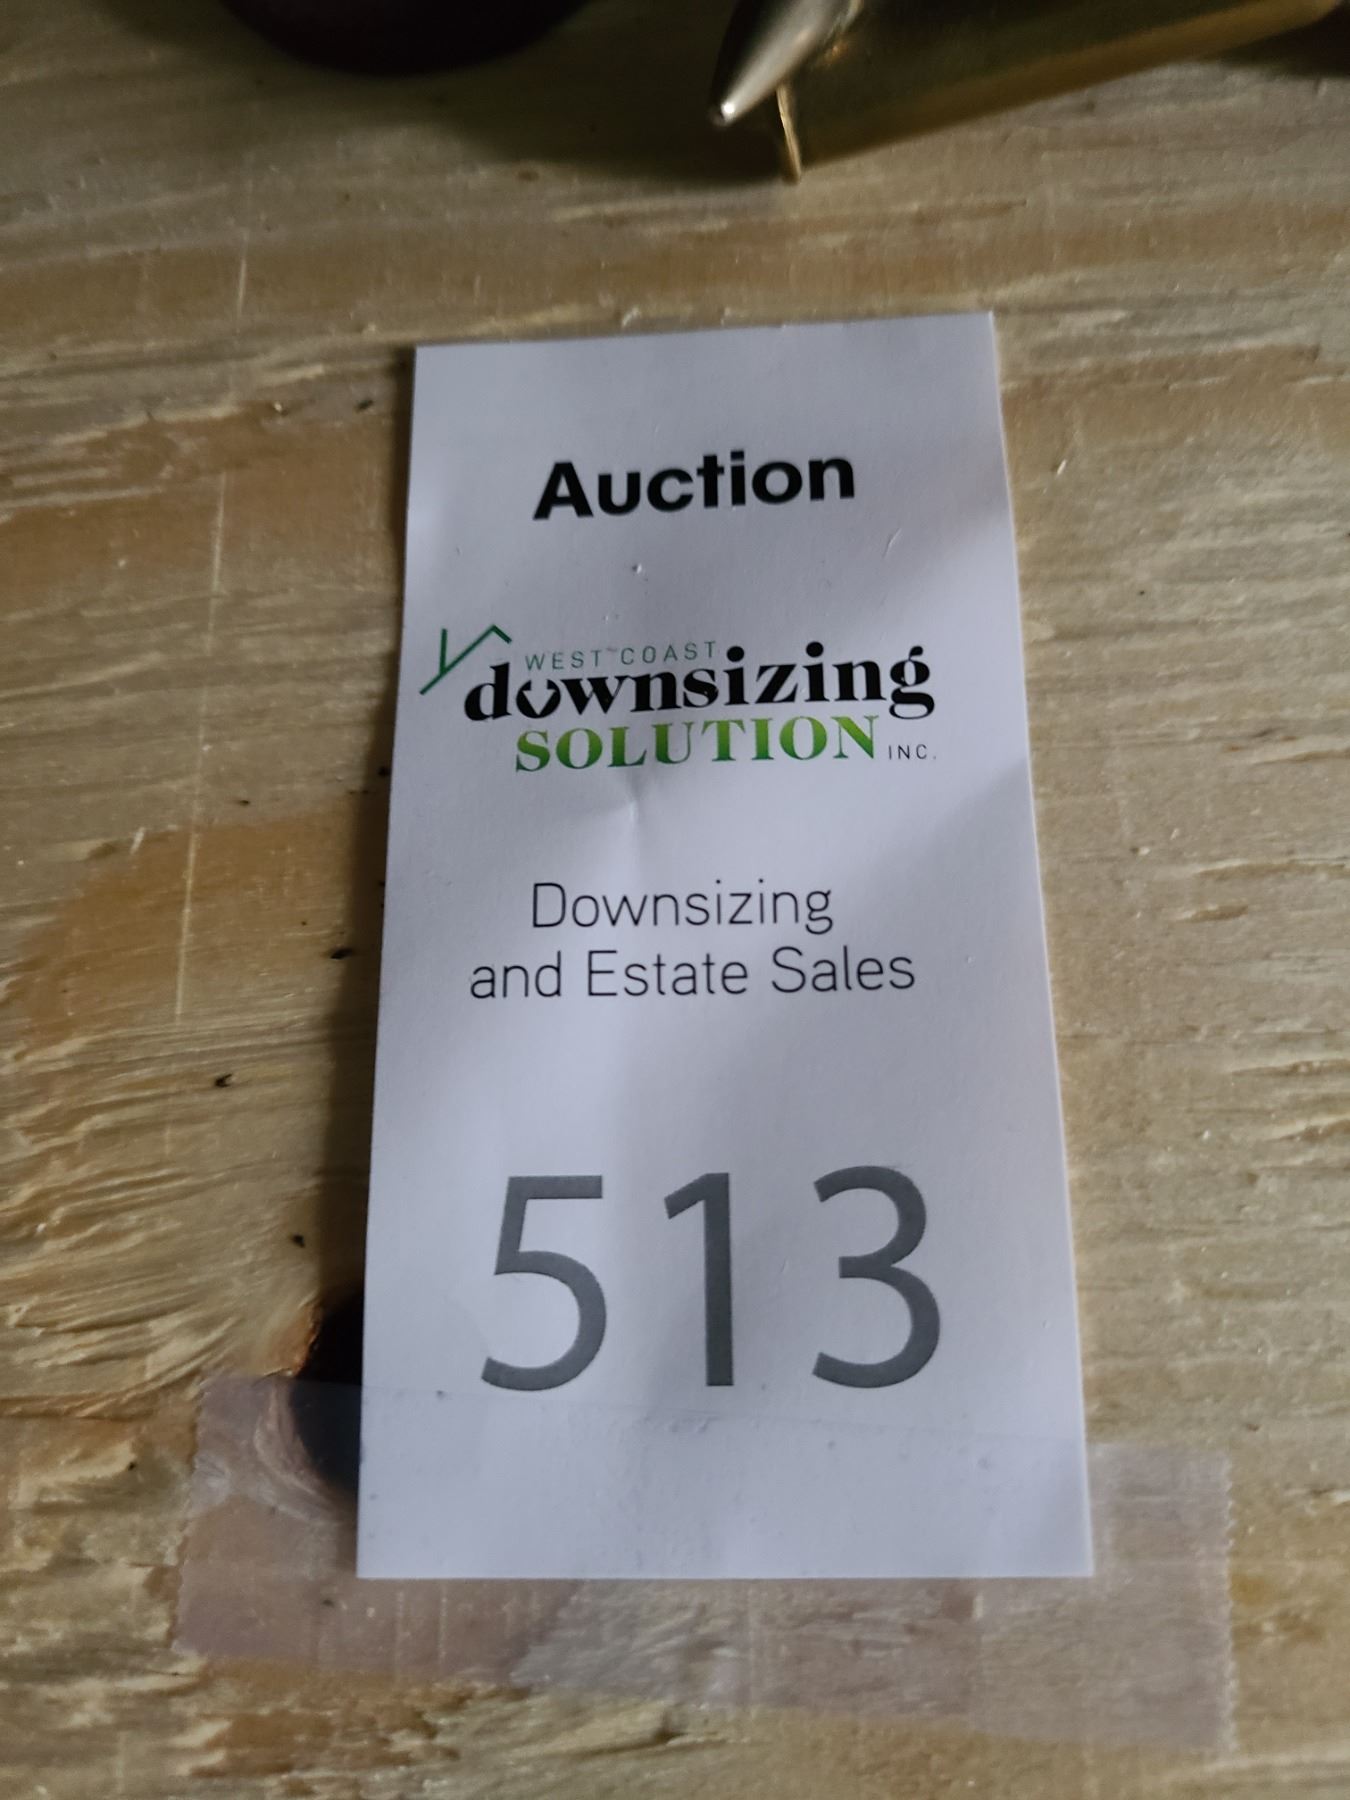 Auction
WEST COAST
downsizing
SOLUTION INC.
Downsizing
and Estate Sales
513